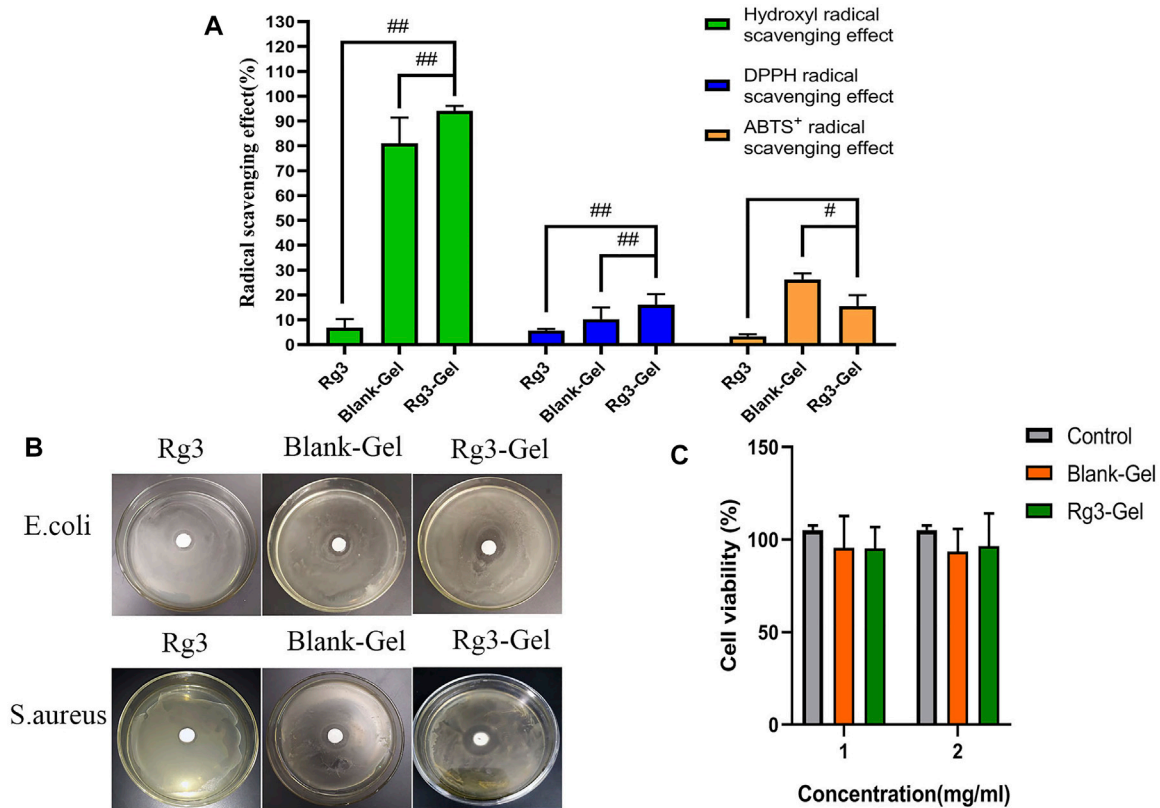 A
Radical scavenging effect(%)
130
120
110
100
90
80
70
60
50
40
30
20
10
0
##
##
##
##
#
Rg3
Blank-Gel
Rg3-Gel
Rg3
Blank-Gel
Rg3-Gel
Rg3
Blank-Gel
Rg3-Gel
Hydroxyl radical
scavenging effect
DPPH radical
scavenging effect
ABTS+ radical
scavenging effect
B
Rg3 Blank-Gel Rg3-Gel
E.coli
Rg3 Blank-Gel Rg3-Gel
S.aureus
C
Cell viability (%)
150
100
50
0
1 2
Concentration(mg/ml)
Control
Blank-Gel
Rg3-Gel